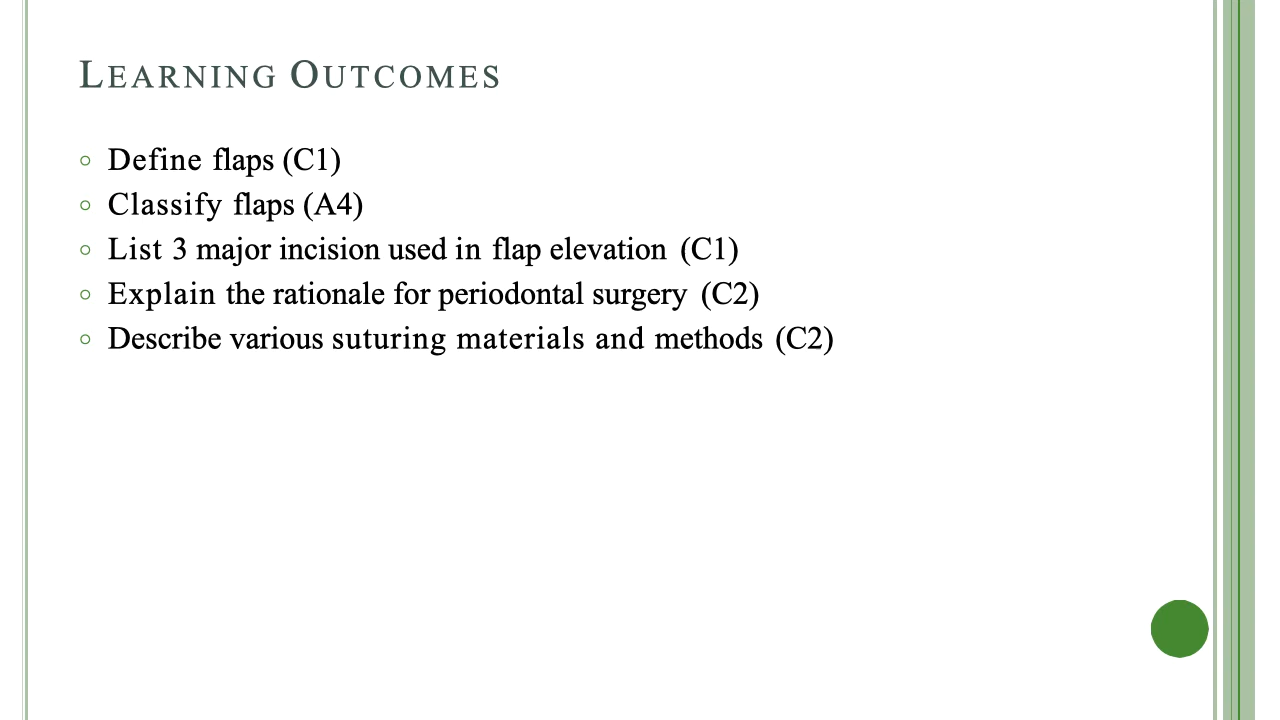 LEARNING OUTCOMES
Define flaps (C1)
Classify flaps (A4)
List 3 major incision used in flap elevation (C1)
Explain the rationale for periodontal surgery (C2)
Describe various suturing materials and methods (C2)